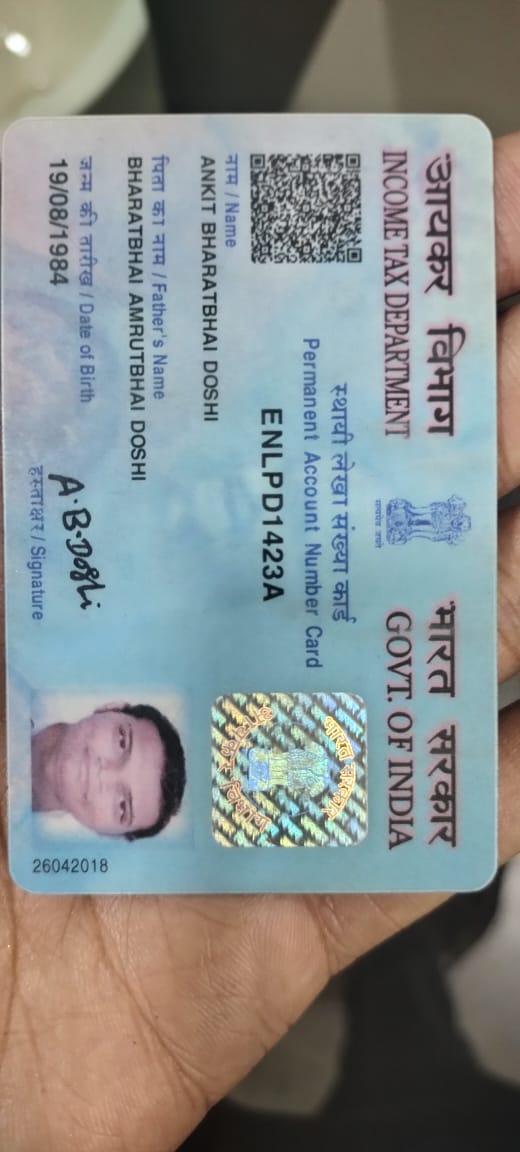 आयकर विभाग
INCOME TAX DEPARTMENT
सत्यमेव जयते
भारत सरकार
GOVT. OF INDIA
स्थायी लेखा संख्या कार्ड
Permanent Account Number Card
ENLPD1423A
भारत सरकार
आयकर विभाग
नाम / Name
ANKIT BHARATBHAI DOSHI
पिता का नाम / Father's Name
BHARATBHAI AMRUTBHAI DOSHI
जन्म की तारीख / Date of Birth
19/08/1984
A.B.Doshi
हस्ताक्षर / Signature
26042018